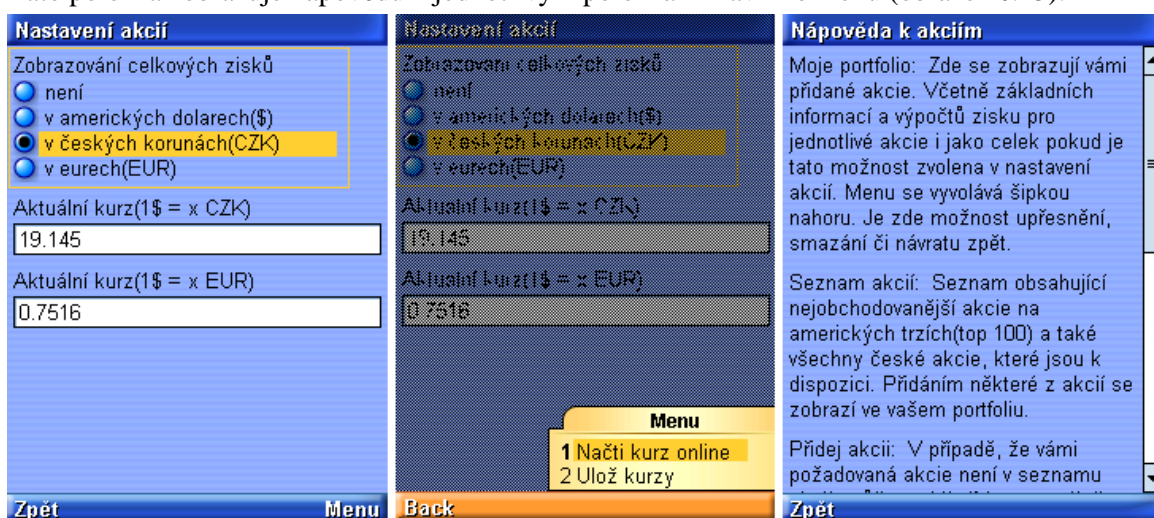 Nastavení akcií
Zobrazování celkových zisků
není
v amerických dolarech($)
v českých korunách(CZK)
v eurech(EUR)
Aktuální kurz(1$ = x CZK)
19.145
Aktuální kurz(1$ = x EUR)
0.7516
Zpět Menu
Nastavení akcií
Zobrazování celkových zisků
není
v amerických dolarech($)
v českých korunách(CZK)
v eurech(EUR)
Aktuální kurz(1$ = x CZK)
19.145
Aktuální kurz(1$ = x EUR)
0.7516
Menu
1 Načti kurz online
2 Ulož kurzy
Back
Nápověda k akciím
Moje portfolio: Zde se zobrazují vámi
přidané akcie. Včetně základních
informací a výpočtů zisku pro
jednotlivé akcie i jako celek pokud je
tato možnost zvolena v nastavení
akcií. Menu se vyvolává šipkou
nahoru. Je zde možnost upřesnění,
smazání či návratu zpět.
Seznam akcií: Seznam obsahující
nejobchodovanější akcie na
amerických trzích(top 100) a také
všechny české akcie, které jsou k
dispozici. Přidáním některé z akcií se
zobrazí ve vašem portfoliu.
Přidej akcii: V případě, že vámi
požadovaná akcie není v seznamu
Zpět